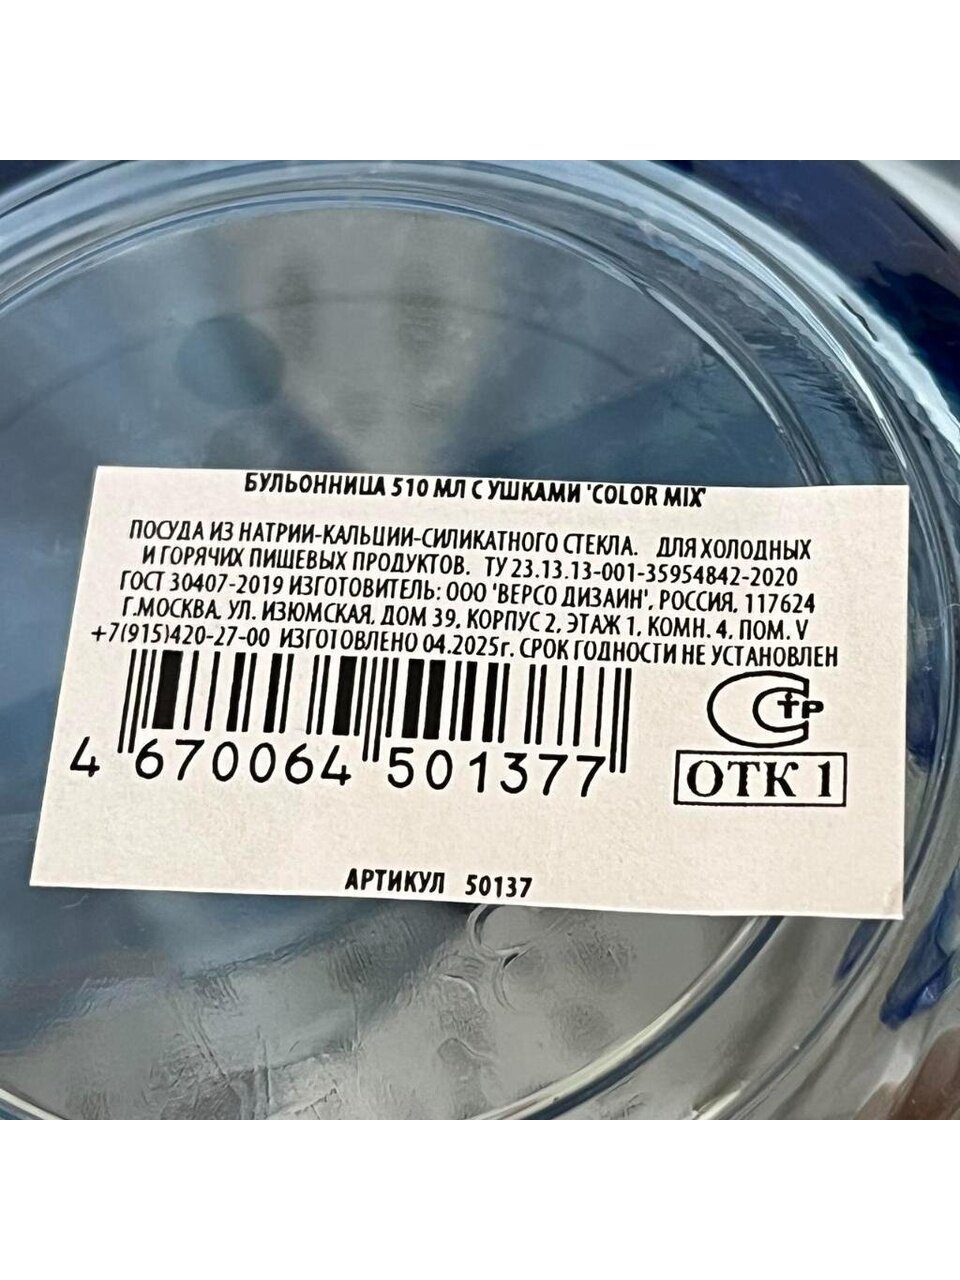 БУЛЬОННИЦА 510 МЛ С УШКАМИ 'COLOR MIX'
ПОСУДА ИЗ НАТРИИ-КАЛЬЦИИ-СИЛИКАТНОГО СТЕКЛА. ДЛЯ ХОЛОДНЫХ
И ГОРЯЧИХ ПИЩЕВЫХ ПРОДУКТОВ. ТУ 23.13.13-001-35954842-2020
ГОСТ 30407-2019 ИЗГОТОВИТЕЛЬ: ООО 'ВЕРСО ДИЗАИН', РОССИЯ, 117624
Г.МОСКВА, УЛ. ИЗЮМСКАЯ, ДОМ 39, КОРПУС 2, ЭТАЖ 1, КОМН. 4, ПОМ. V
+7(915)420-27-00 ИЗГОТОВЛЕНО 04.2025г. СРОК ГОДНОСТИ НЕ УСТАНОВЛЕН
СтР
4 670064 501377
ОТК 1
АРТИКУЛ 50137